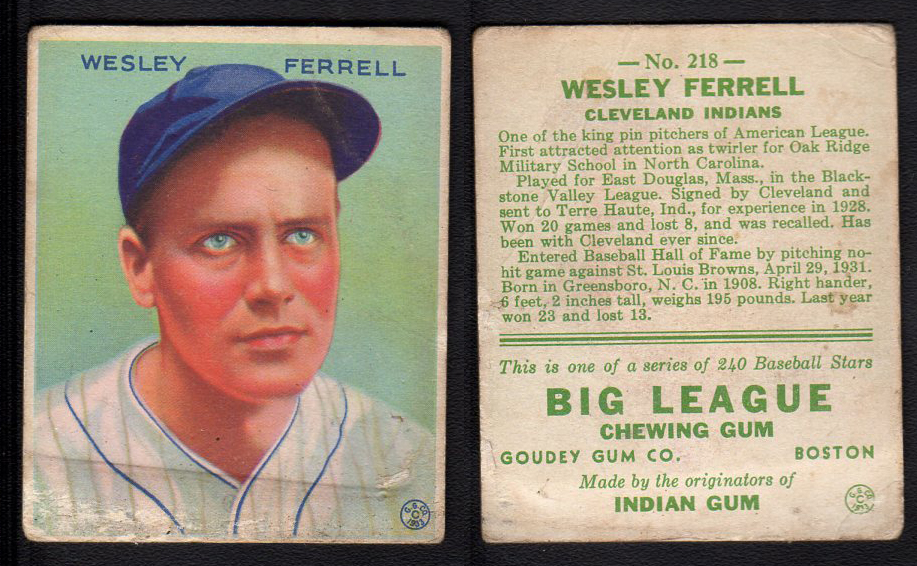 WESLEY FERRELL
G.G.CO.
C
1933
— No. 218 —
WESLEY FERRELL
CLEVELAND INDIANS
One of the king pin pitchers of American League.
First attracted attention as twirler for Oak Ridge
Military School in North Carolina.
Played for East Douglas, Mass., in the Black-
stone Valley League. Signed by Cleveland and
sent to Terre Haute, Ind., for experience in 1928.
Won 20 games and lost 8, and was recalled. Has
been with Cleveland ever since.
Entered Baseball Hall of Fame by pitching no-
hit game against St. Louis Browns, April 29, 1931.
Born in Greensboro, N. C. in 1908. Right hander,
6 feet, 2 inches tall, weighs 195 pounds. Last year
won 23 and lost 13.
This is one of a series of 240 Baseball Stars
BIG LEAGUE
CHEWING GUM
GOUDEY GUM CO. BOSTON
Made by the originators of
INDIAN GUM
G.G.CO.
C
1933